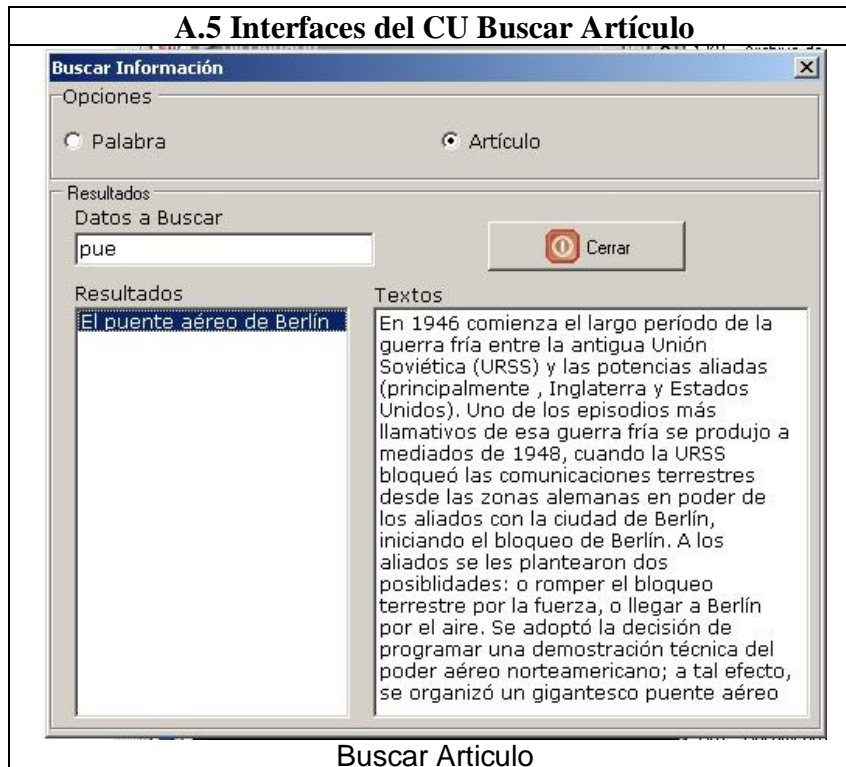 A.5 Interfaces del CU Buscar Artículo
Buscar Información
Opciones
Palabra
Artículo
Resultados
Datos a Buscar
pue
Cerrar
Resultados
El puente aéreo de Berlín
Textos
En 1946 comienza el largo período de la
guerra fría entre la antigua Unión
Soviética (URSS) y las potencias aliadas
(principalmente , Inglaterra y Estados
Unidos). Uno de los episodios más
llamativos de esa guerra fría se produjo a
mediados de 1948, cuando la URSS
bloqueó las comunicaciones terrestres
desde las zonas alemanas en poder de
los aliados con la ciudad de Berlín,
iniciando el bloqueo de Berlín. A los
aliados se les plantearon dos
posiblidades: o romper el bloqueo
terrestre por la fuerza, o llegar a Berlín
por el aire. Se adoptó la decisión de
programar una demostración técnica del
poder aéreo norteamericano; a tal efecto,
se organizó un gigantesco puente aéreo
Buscar Articulo